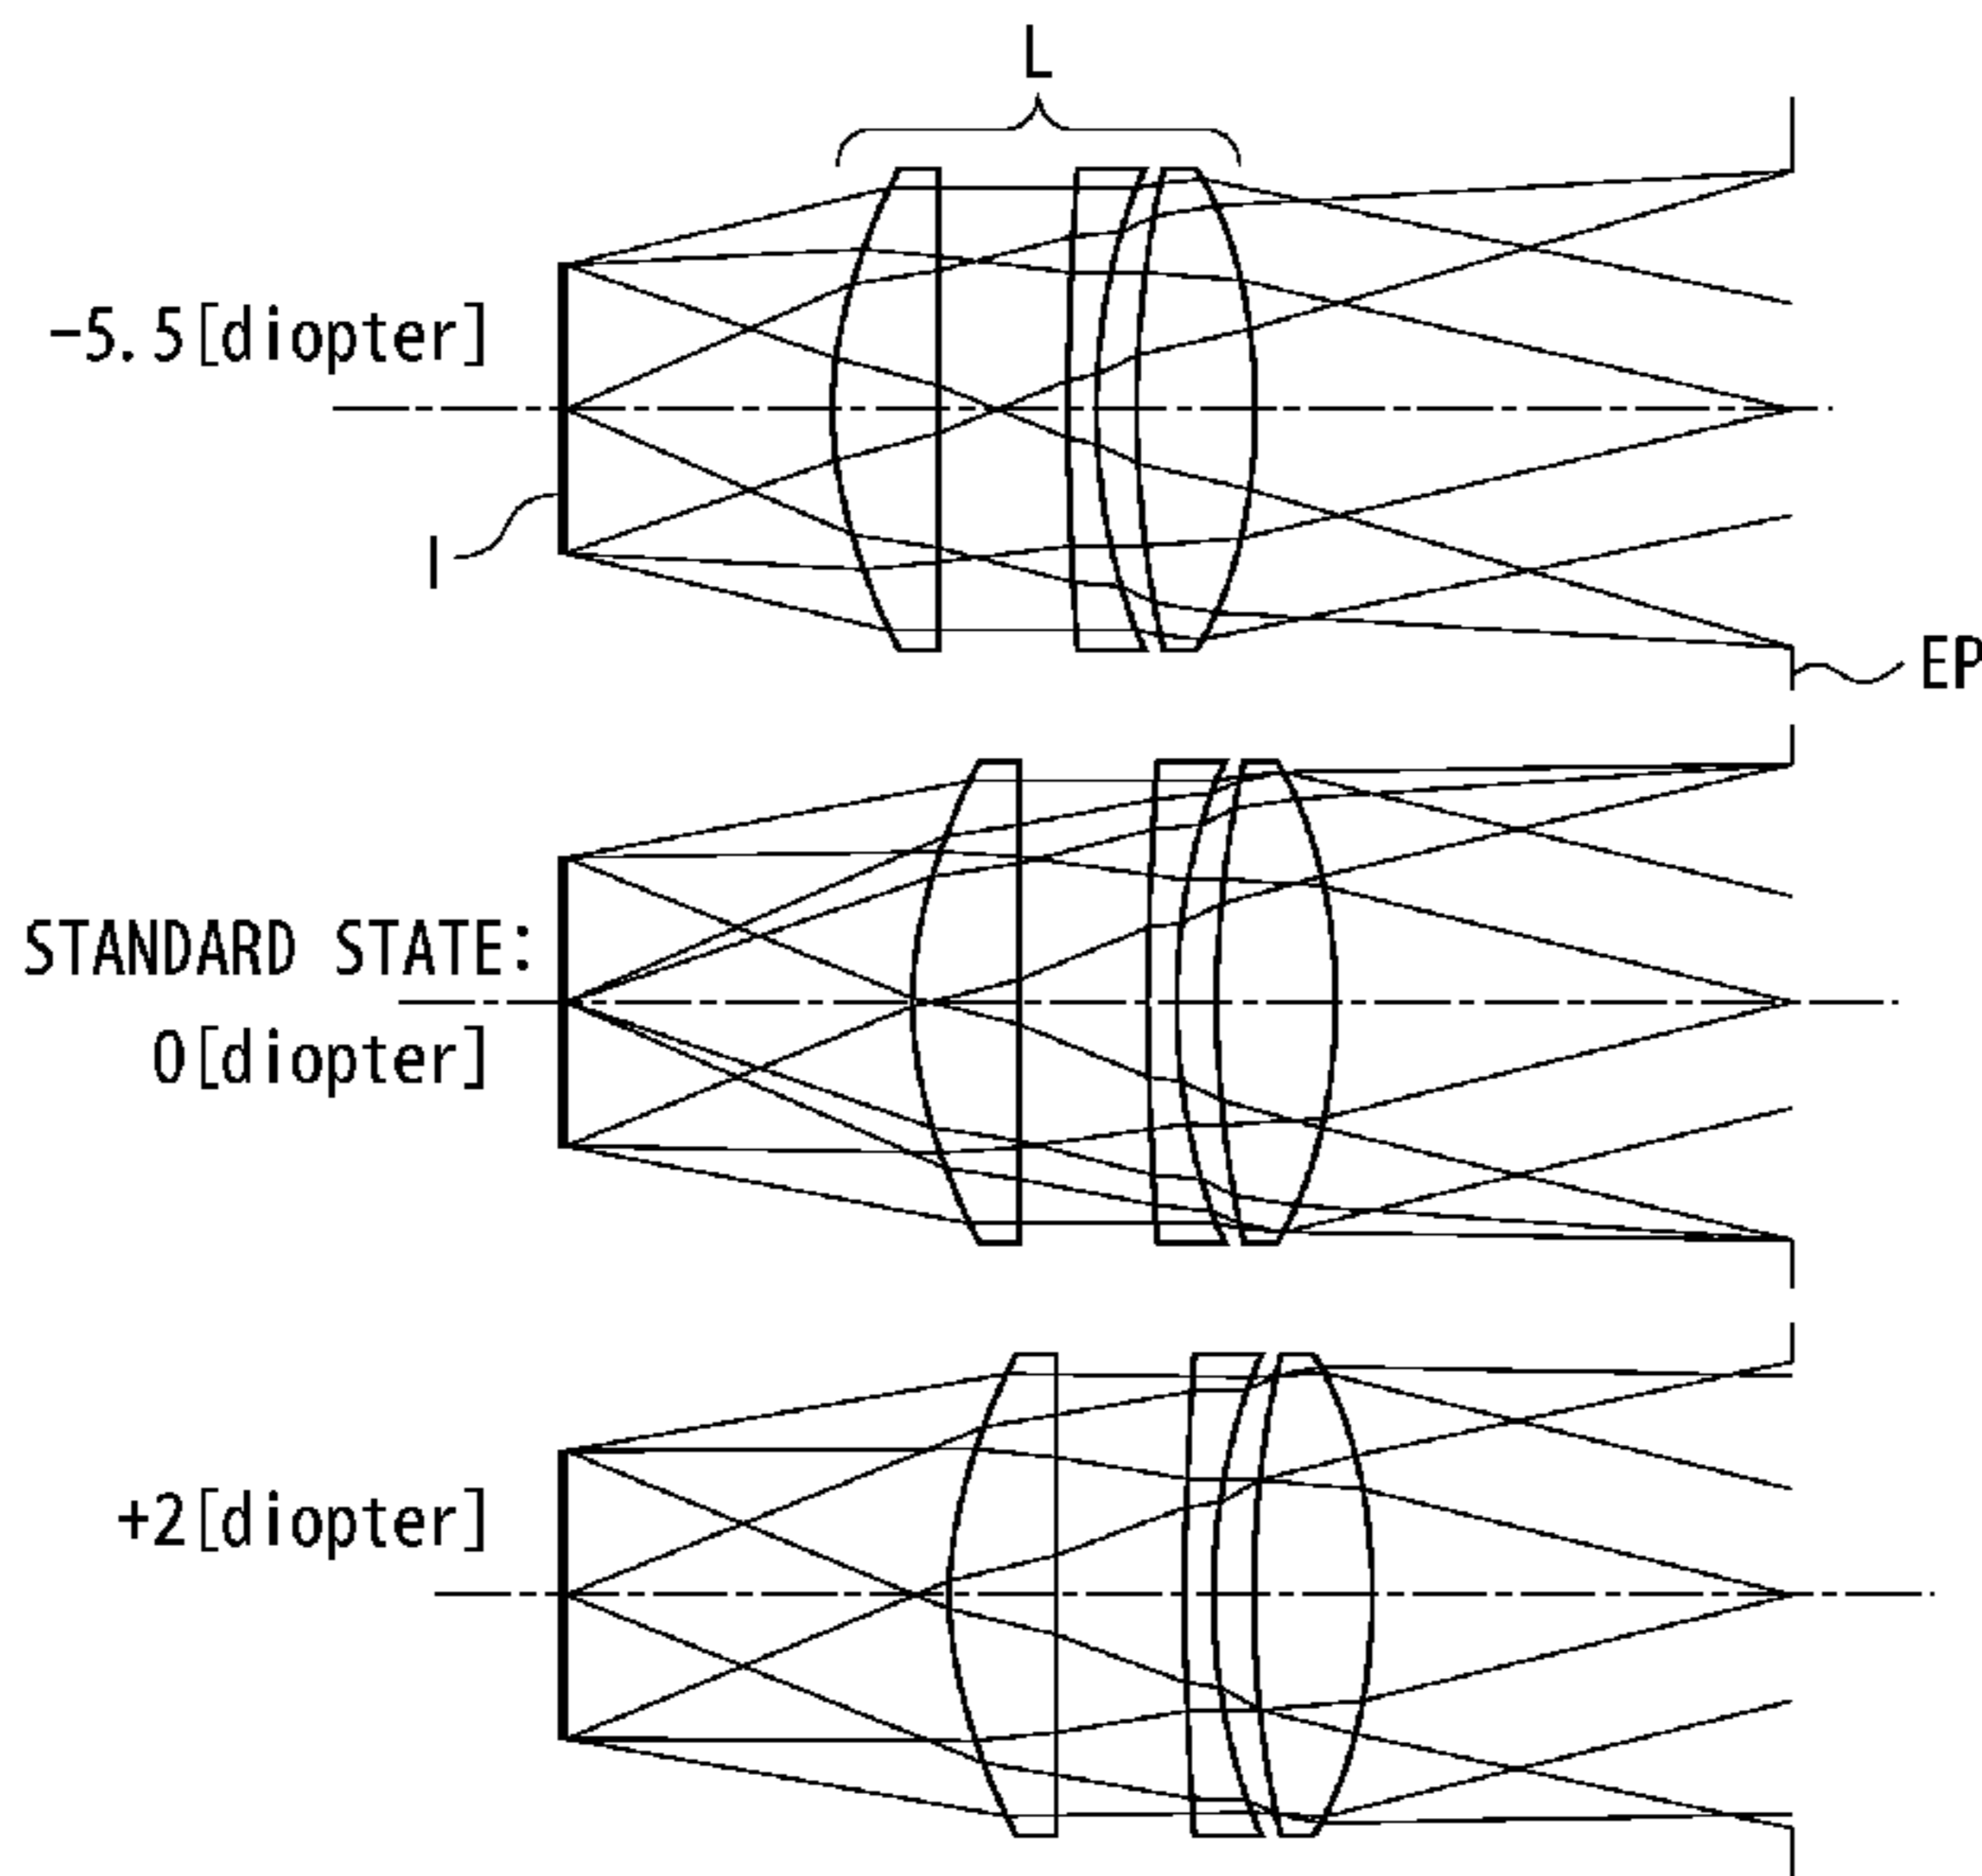 L
-5.5[diopter]
I
EP
STANDARD STATE:
0[diopter]
+2[diopter]